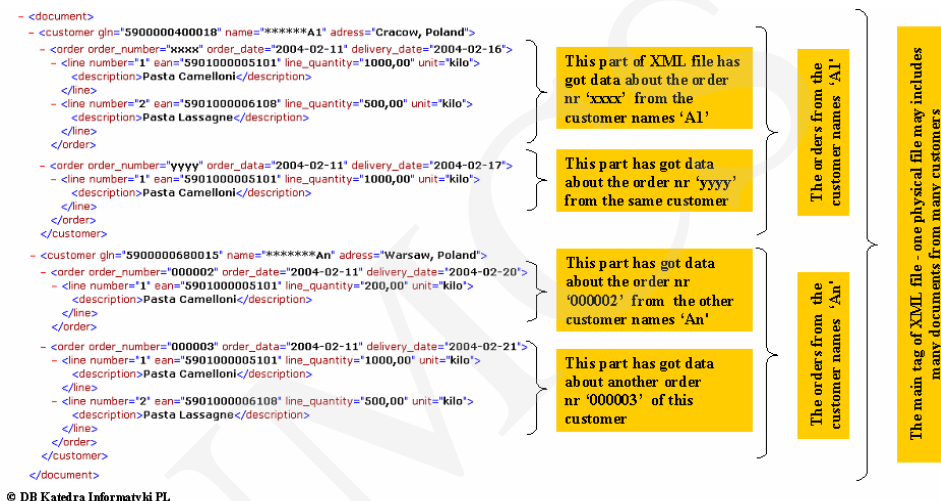 - <document>
- <customer gln="5900000400018" name="******A1" adress="Cracow, Poland">
- <order order_number="xxxx" order_date="2004-02-11" delivery_date="2004-02-16">
- <line number="1" ean="5901000005101" line_quantity="1000,00" unit="kilo">
<description>Pasta Camelloni</description>
</line>
- <line number="2" ean="5901000006108" line_quantity="500,00" unit="kilo">
<description>Pasta Lassagne</description>
</line>
</order>
- <order order_number="yyyy" order_data="2004-02-11" delivery_date="2004-02-17">
- <line number="1" ean="5901000005101" line_quantity="1000,00" unit="kilo">
<description>Pasta Camelloni</description>
</line>
</order>
</customer>
- <customer gln="5900000680015" name="*******An" adress="Warsaw, Poland">
- <order order_number="000002" order_date="2004-02-11" delivery_date="2004-02-20">
- <line number="1" ean="5901000005101" line_quantity="200,00" unit="kilo">
<description>Pasta Camelloni</description>
</line>
</order>
- <order order_number="000003" order_date="2004-02-11" delivery_date="2004-02-21">
- <line number="1" ean="5901000005101" line_quantity="1000,00" unit="kilo">
<description>Pasta Camelloni</description>
</line>
- <line number="2" ean="5901000006108" line_quantity="500,00" unit="kilo">
<description>Pasta Lassagne</description>
</line>
</order>
</customer>
</document>
This part of XML file has
got data about the order
nr 'xxxx' from the
customer names 'A1'
This part has got data
about the order nr 'yyyy'
from the same customer
This part has got data
about the order nr
'000002' from the other
customer names 'An'
This part has got data
about another order
nr '000003' of this
customer
The orders from the
customer names 'A1'
The orders from the
customer names 'An'
The main tag of XML file - one physical file may includes
many documents from many customers
© DB Katedra Informatyki PL